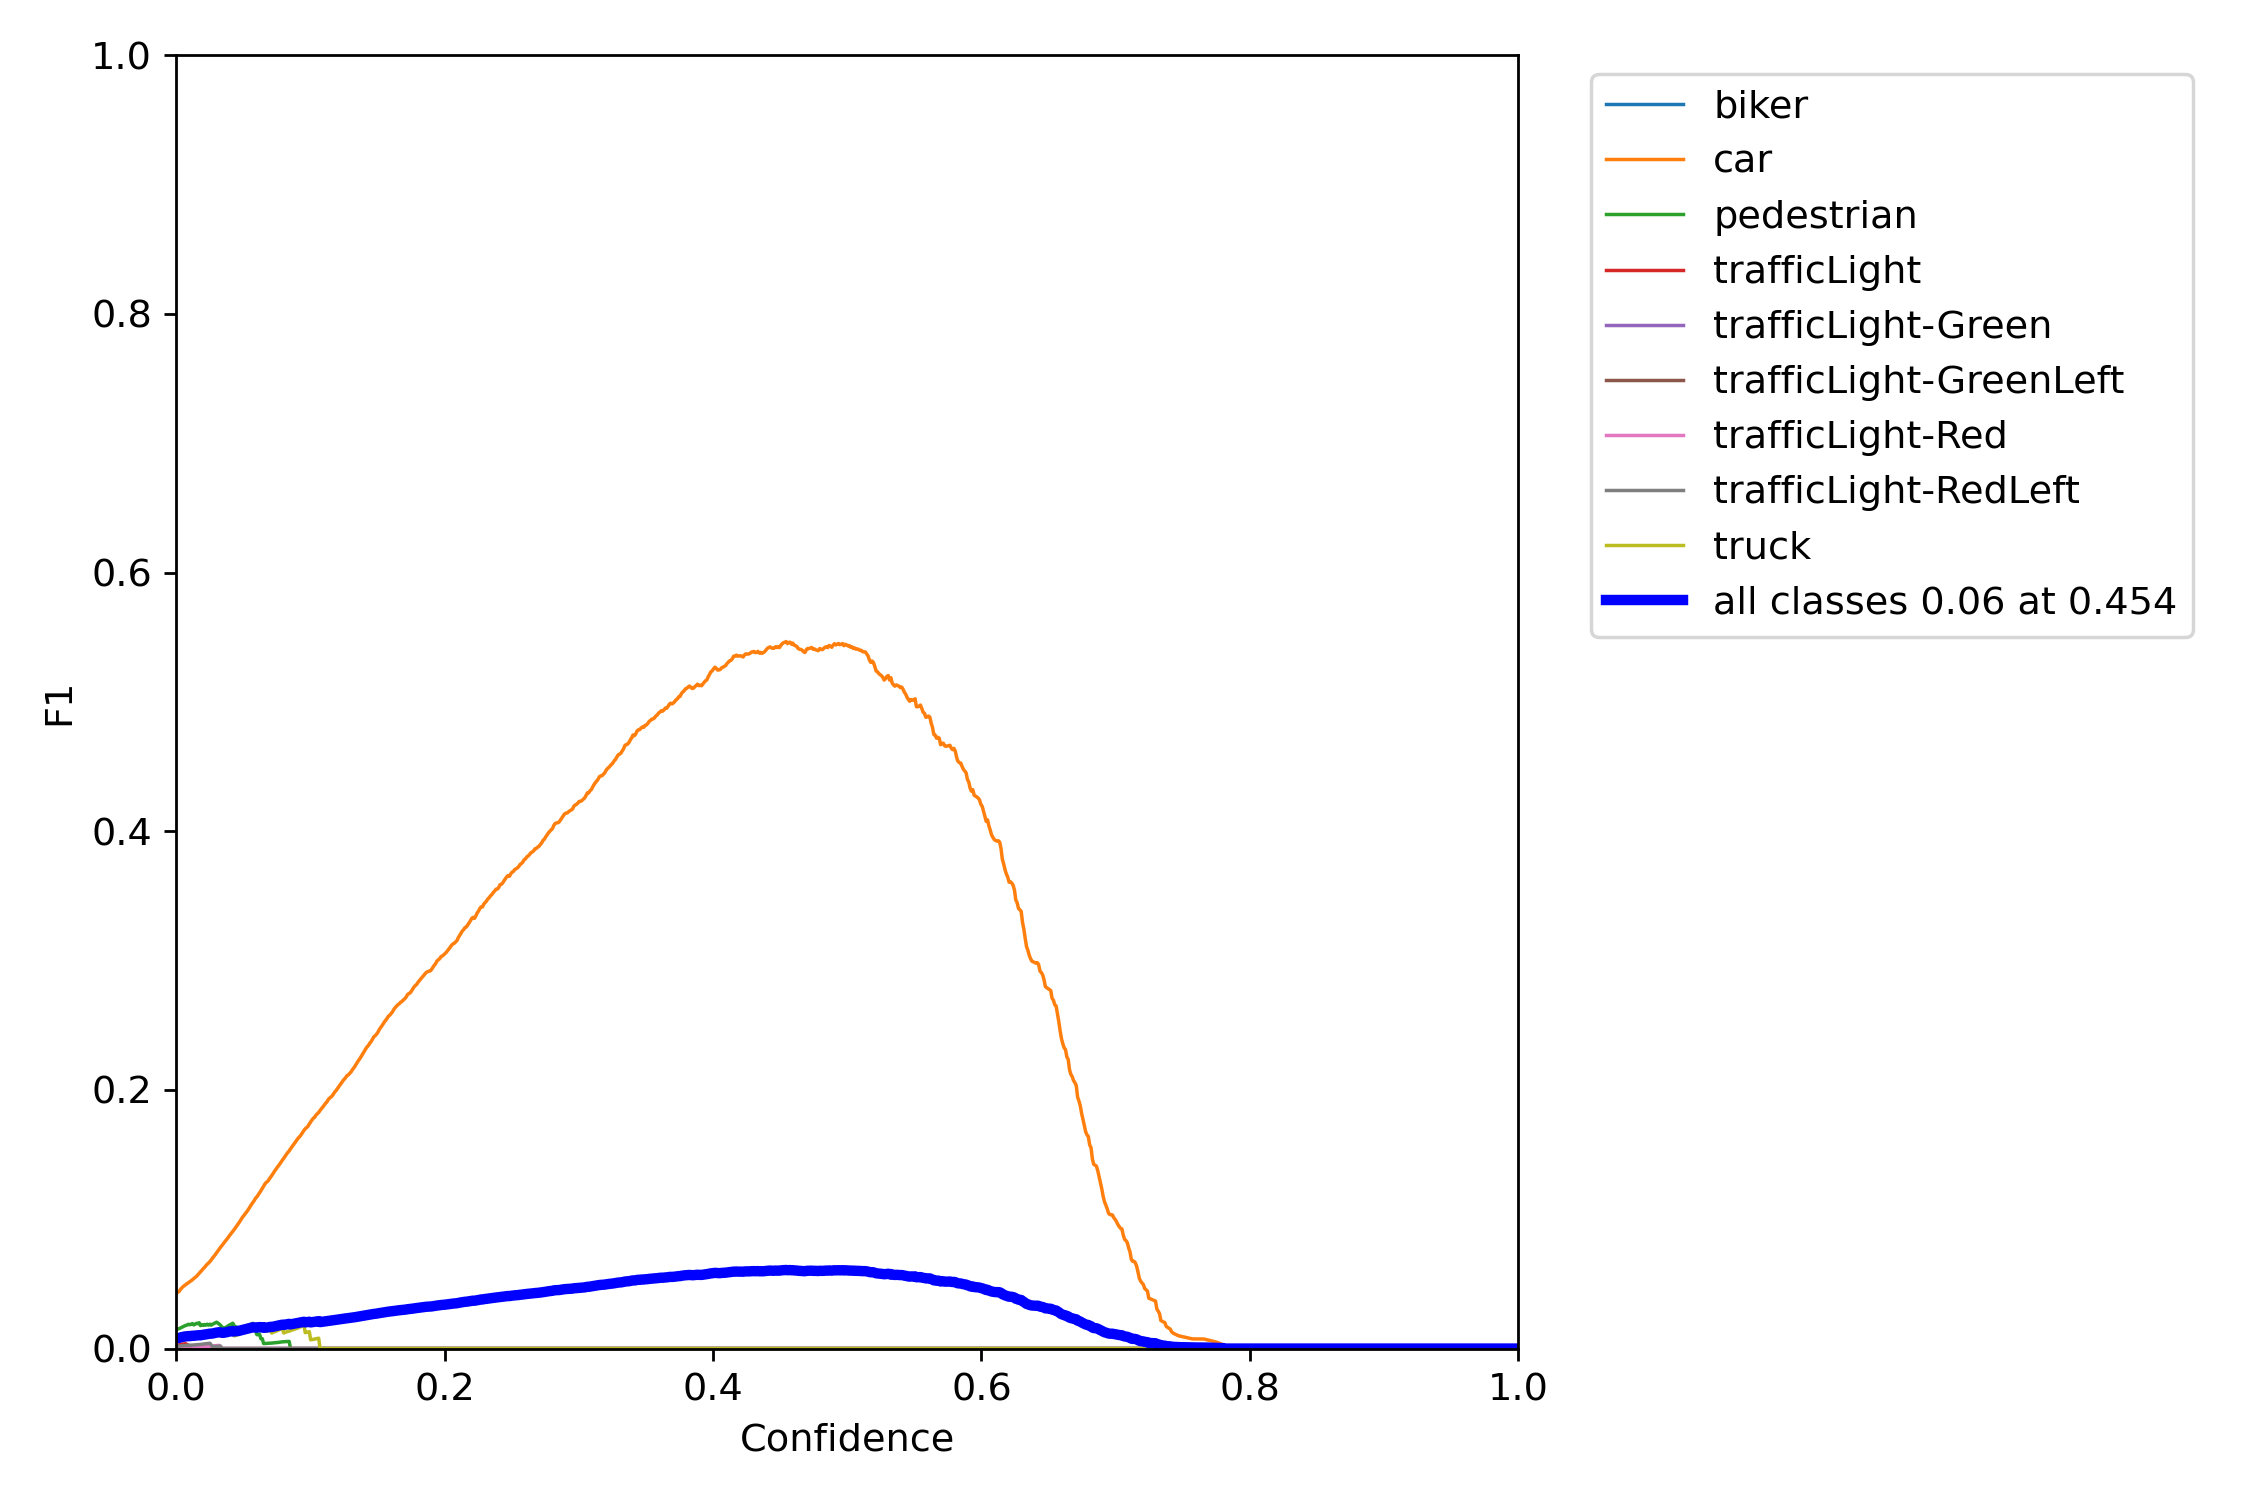 1.0
0.8
0.6
0.4
0.2
0.0
F1
0.0 0.2 0.4 0.6 0.8 1.0
Confidence
biker
car
pedestrian
trafficLight
trafficLight-Green
trafficLight-GreenLeft
trafficLight-Red
trafficLight-RedLeft
truck
all classes 0.06 at 0.454